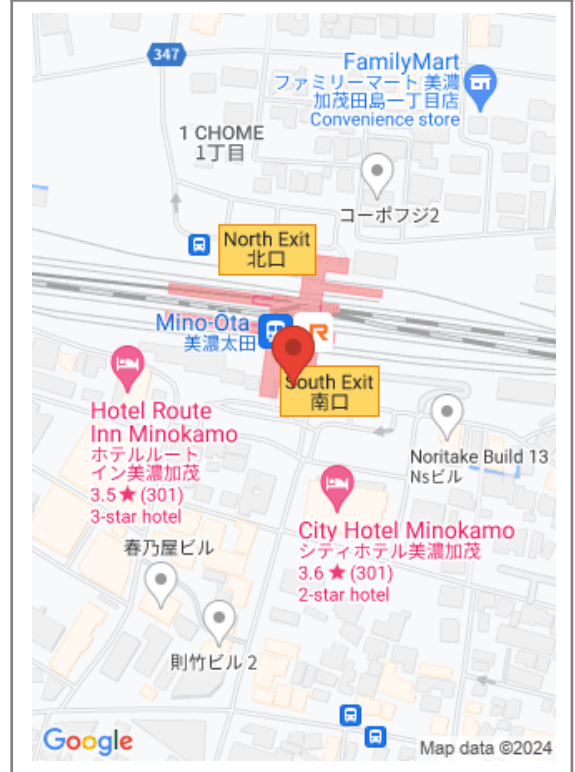 347
FamilyMart
ファミリーマート 美濃
加茂田島一丁目店
Convenience store
1 CHOME
1丁目
コーポフジ2
North Exit
北口
Mino-Ōta
美濃太田
South Exit
南口
Hotel Route
Inn Minokamo
ホテルルート
イン美濃加茂
3.5★(301)
3-star hotel
Noritake Build 13
Nsビル
City Hotel Minokamo
シティホテル美濃加茂
3.6★(301)
2-star hotel
春乃屋ビル
則竹ビル2
Google
Map data ©2024